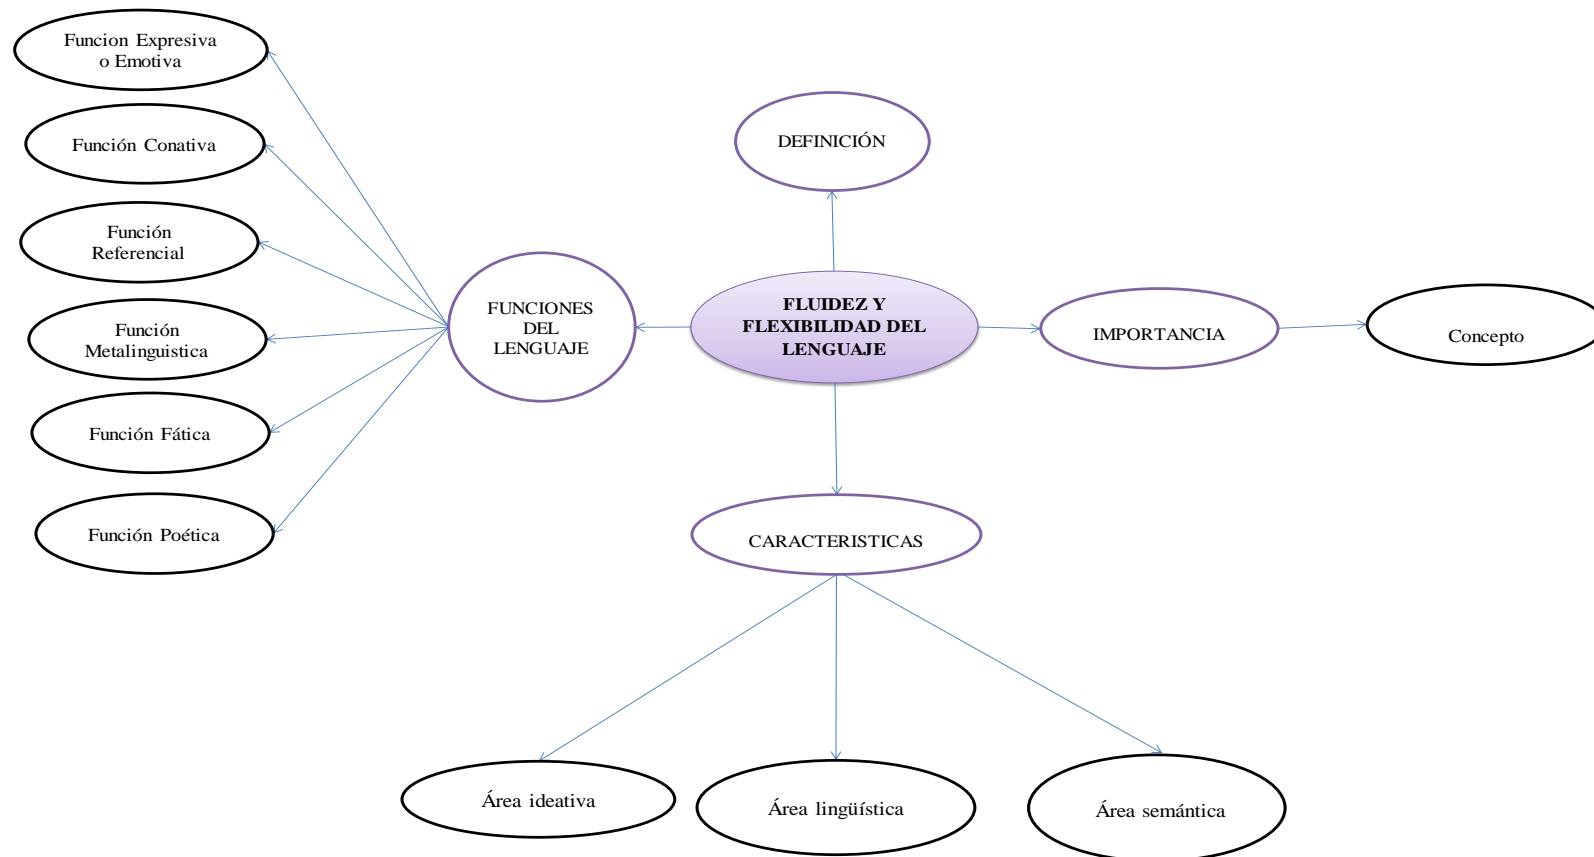 Funcion Expresiva
o Emotiva
Función Conativa
Función
Referencial
Función
Metalinguistica
Función Fática
Función Poética
FUNCIONES
DEL
LENGUAJE
DEFINICIÓN
FLUIDEZ Y
FLEXIBILIDAD DEL
LENGUAJE
IMPORTANCIA
Concepto
CARACTERISTICAS
Área ideativa
Área lingüística
Área semántica